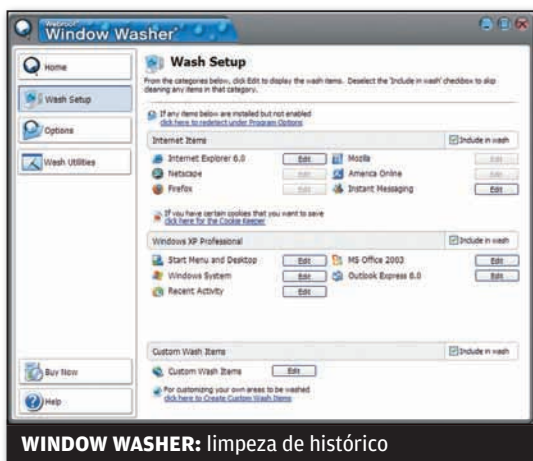 Webroot
Window Washer
Home
Wash Setup
Options
Wash Utilities
Buy Now
Help
Wash Setup
From the categories below, click Edit to display the wash items. Deselect the 'Include in wash' checkbox to skip
cleaning any items in that category.
If any items below are installed but not enabled
click here to redetect under Program Options
Internet Items
Include in wash
Internet Explorer 6.0 Edit Mozilla Edit
Netscape Edit America Online Edit
Firefox Edit Instant Messaging Edit
If you have certain cookies that you want to save
click here for the Cookie Keeper
Windows XP Professional
Include in wash
Start Menu and Desktop Edit MS Office 2003 Edit
Windows System Edit Outlook Express 6.0 Edit
Recent Activity Edit
Custom Wash Items
Include in wash
Custom Wash Items Edit
For customizing your own areas to be washed
click here to Create Custom Wash Items
WINDOW WASHER: limpeza de histórico